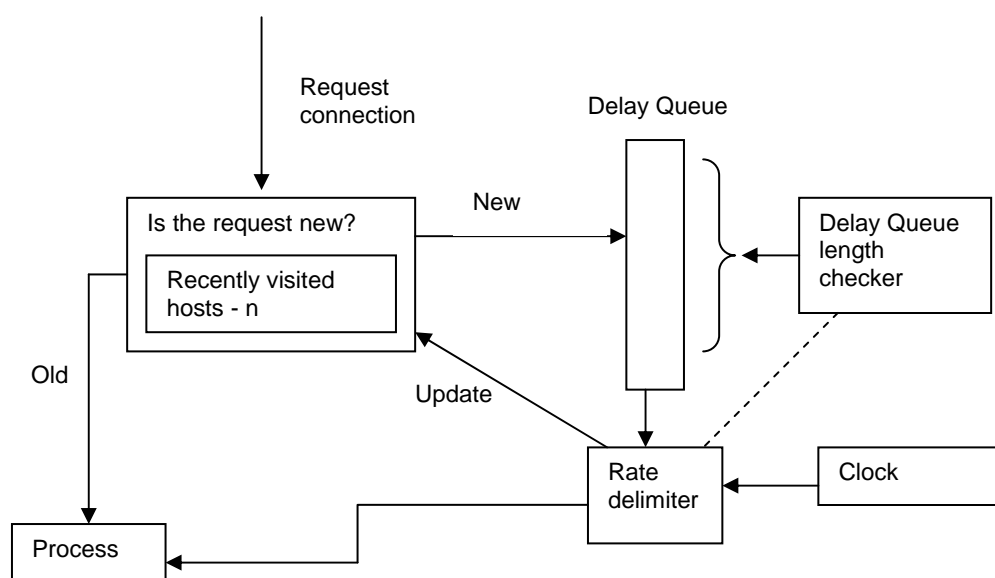 Request
connection
Delay Queue
New
Is the request new?
Recently visited
hosts - n
Delay Queue
length
checker
Old
Update
Rate
delimiter
Clock
Process